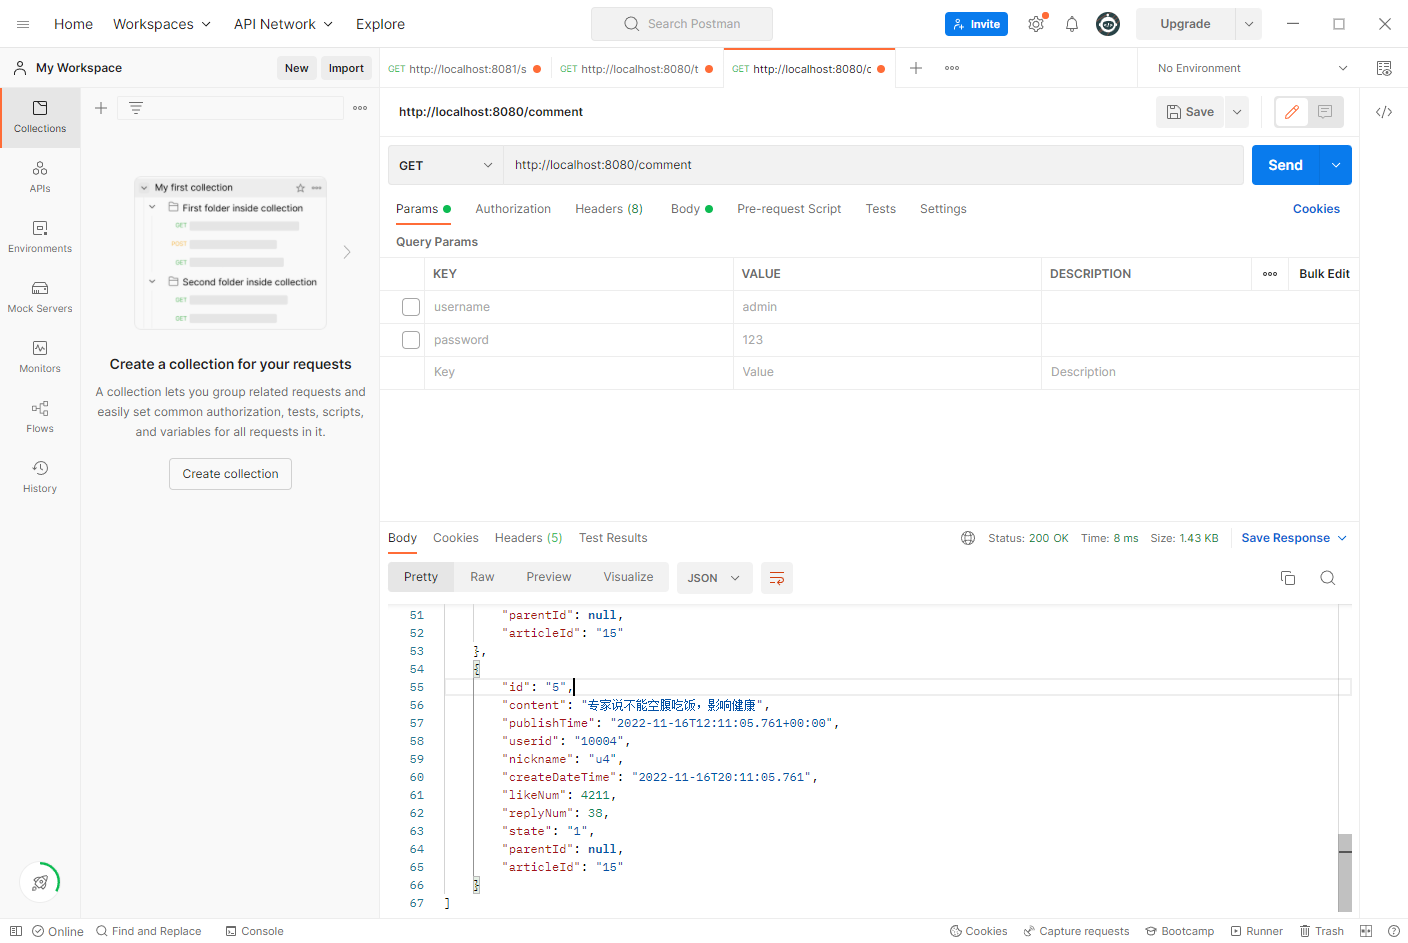 Home Workspaces API Network Explore Search Postman Invite Upgrade
My Workspace New Import GET http://localhost:8081/s GET http://localhost:8080/t GET http://localhost:8080/c No Environment
Collections
APIs
Environments
Mock Servers
Monitors
Flows
History
My first collection
First folder inside collection
GET
POST
GET
Second folder inside collection
GET
GET
Create a collection for your requests
A collection lets you group related requests and
easily set common authorization, tests, scripts,
and variables for all requests in it.
Create collection
http://localhost:8080/comment Save
GET http://localhost:8080/comment Send
Params Authorization Headers (8) Body Pre-request Script Tests Settings Cookies
Query Params
KEY VALUE DESCRIPTION Bulk Edit
username admin
password 123
Key Value Description
Body Cookies Headers (5) Test Results Status: 200 OK Time: 8 ms Size: 1.43 KB Save Response
Pretty Raw Preview Visualize JSON
51 "parentId": null,
52 "articleId": "15"
53 },
54 {
55 "id": "5",
56 "content": "专家说不能空腹吃饭，影响健康",
57 "publishTime": "2022-11-16T12:11:05.761+00:00",
58 "userid": "10004",
59 "nickname": "u4",
60 "createDateTime": "2022-11-16T20:11:05.761",
61 "likeNum": 4211,
62 "replyNum": 38,
63 "state": "1",
64 "parentId": null,
65 "articleId": "15"
66 }
67 ]
Online Find and Replace Console Cookies Capture requests Bootcamp Runner Trash